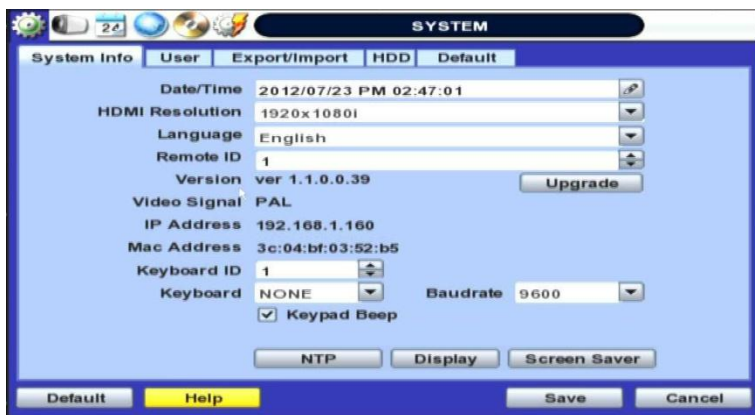 24
SYSTEM
System Info User Export/Import HDD Default
Date/Time 2012/07/23 PM 02:47:01
HDMI Resolution 1920x1080i
Language English
Remote ID 1
Version ver 1.1.0.0.39 Upgrade
Video Signal PAL
IP Address 192.168.1.160
Mac Address 3c:04:bf:03:52:b5
Keyboard ID 1
Keyboard NONE Baudrate 9600
Keypad Beep
NTP Display Screen Saver
Default Help Save Cancel